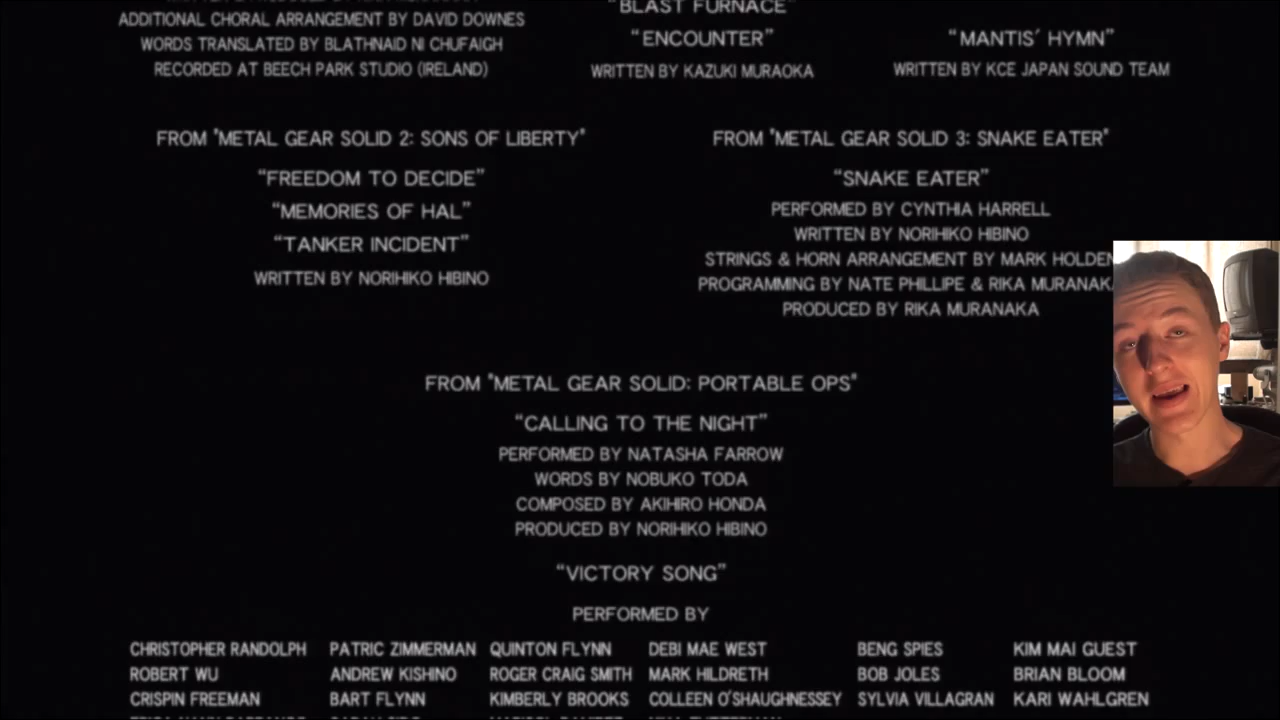 ADDITIONAL CHORAL ARRANGEMENT BY DAVID DOWNES
WORDS TRANSLATED BY BLATHNAID NI CHUFAIGH
RECORDED AT BEECH PARK STUDIO (IRELAND)
"BLAST FURNACE"
"ENCOUNTER"
WRITTEN BY KAZUKI MURAOKA
"MANTIS' HYMN"
WRITTEN BY KCE JAPAN SOUND TEAM
FROM "METAL GEAR SOLID 2: SONS OF LIBERTY"
"FREEDOM TO DECIDE"
"MEMORIES OF HAL"
"TANKER INCIDENT"
WRITTEN BY NORIHIKO HIBINO
FROM "METAL GEAR SOLID 3: SNAKE EATER"
"SNAKE EATER"
PERFORMED BY CYNTHIA HARRELL
WRITTEN BY NORIHIKO HIBINO
STRINGS & HORN ARRANGEMENT BY MARK HOLDEN
PROGRAMMING BY NATE PHILLIPE & RIKA MURANAKA
PRODUCED BY RIKA MURANAKA
FROM "METAL GEAR SOLID: PORTABLE OPS"
"CALLING TO THE NIGHT"
PERFORMED BY NATASHA FARROW
WORDS BY NOBUKO TODA
COMPOSED BY AKIHIRO HONDA
PRODUCED BY NORIHIKO HIBINO
"VICTORY SONG"
PERFORMED BY
CHRISTOPHER RANDOLPH PATRIC ZIMMERMAN QUINTON FLYNN DEBI MAE WEST BENG SPIES KIM MAI GUEST
ROBERT WU ANDREW KISHINO ROGER CRAIG SMITH MARK HILDRETH BOB JOLES BRIAN BLOOM
CRISPIN FREEMAN BART FLYNN KIMBERLY BROOKS COLLEEN O'SHAUGHNESSEY SYLVIA VILLAGRAN KARI WAHLGREN